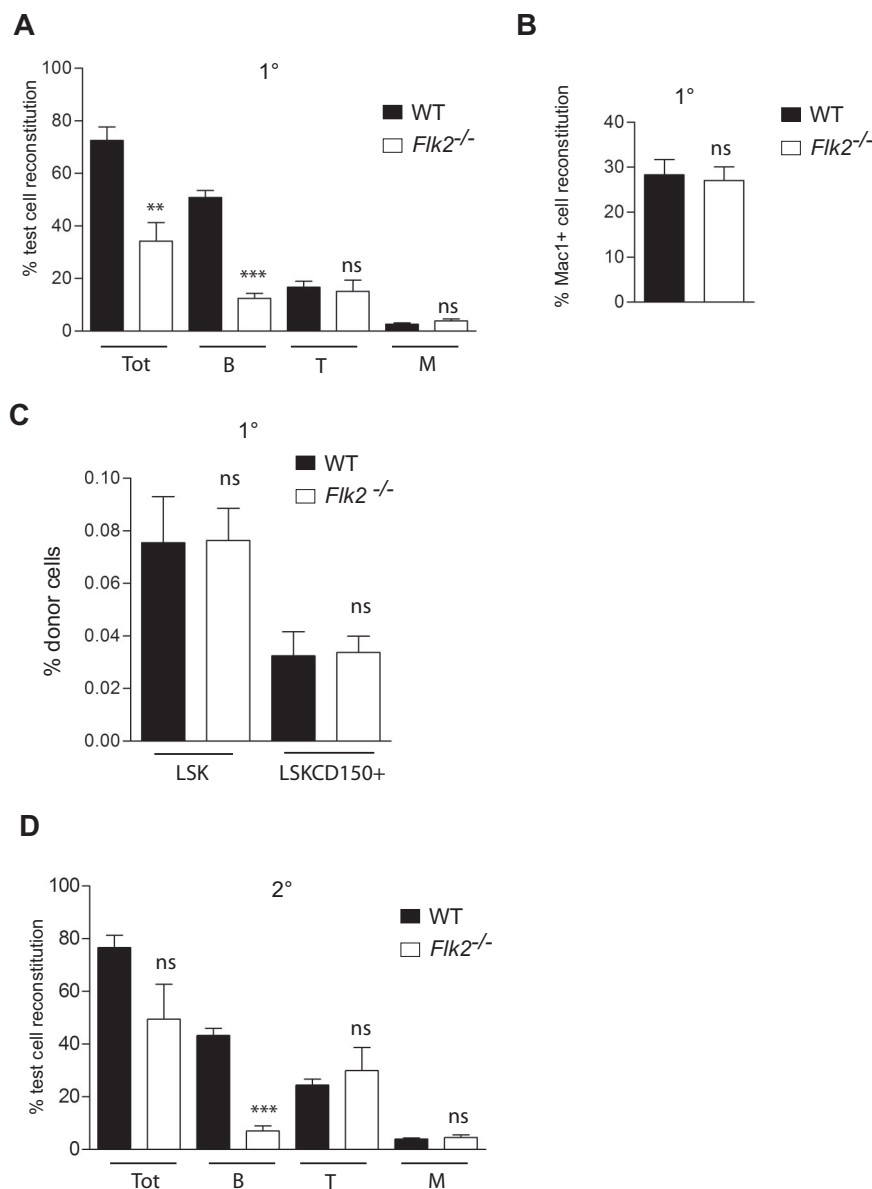 A
1°
WT
Flk2-/-
% test cell reconstitution
100
80
60
40
20
0
**
***
ns
ns
Tot
B
T
M
B
1°
WT
Flk2-/-
% Mac1+ cell reconstitution
40
30
20
10
0
ns
C
1°
WT
Flk2 -/-
% donor cells
0.10
0.08
0.06
0.04
0.02
0.00
ns
ns
LSK
LSKCD150+
D
2°
WT
Flk2-/-
% test cell reconstitution
100
80
60
40
20
0
ns
***
ns
ns
Tot
B
T
M